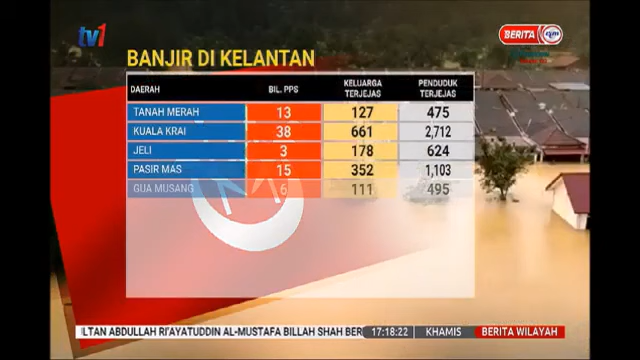 tv1
BERITA rtm
BANJIR DI KELANTAN
DAERAH BIL. PPS KELUARGA TERJEJAS PENDUDUK TERJEJAS
TANAH MERAH 13 127 475
KUALA KRAI 38 661 2,712
JELI 3 178 624
PASIR MAS 15 352 1,103
GUA MUSANG 6 111 495
ULTAN ABDULLAH RI'AYATUDDIN AL-MUSTAFA BILLAH SHAH BER 17:18:22 KHAMIS BERITA WILAYAH